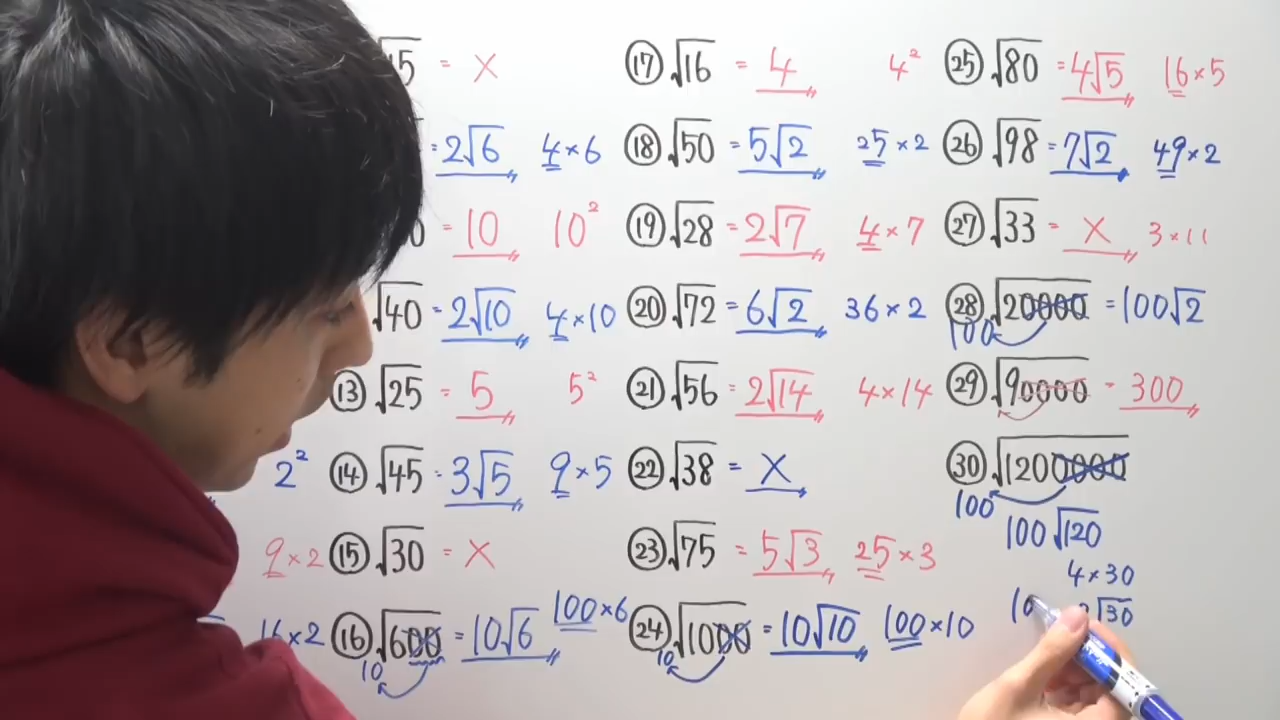 √15 = ×
= 2√6 4×6
0 = 10 10²
√40 = 2√10 4×10
⑬ √25 = 5 5²
2² ⑭ √45 = 3√5 9×5
9×2 ⑮ √30 = ×
16×2 ⑯ √600 = 10√6 100×6
10
⑰ √16 = 4 4²
⑱ √50 = 5√2 25×2
⑲ √28 = 2√7 4×7
⑳ √72 = 6√2 36×2
㉑ √56 = 2√14 4×14
㉒ √38 = ×
㉓ √75 = 5√3 25×3
㉔ √1000 = 10√10 100×10
10
㉕ √80 = 4√5 16×5
㉖ √98 = 7√2 49×2
㉗ √33 = × 3×11
㉘ √20000 = 100√2
100
㉙ √90000 = 300
㉚ √1200000
100
100√120
4×30
10 2√30